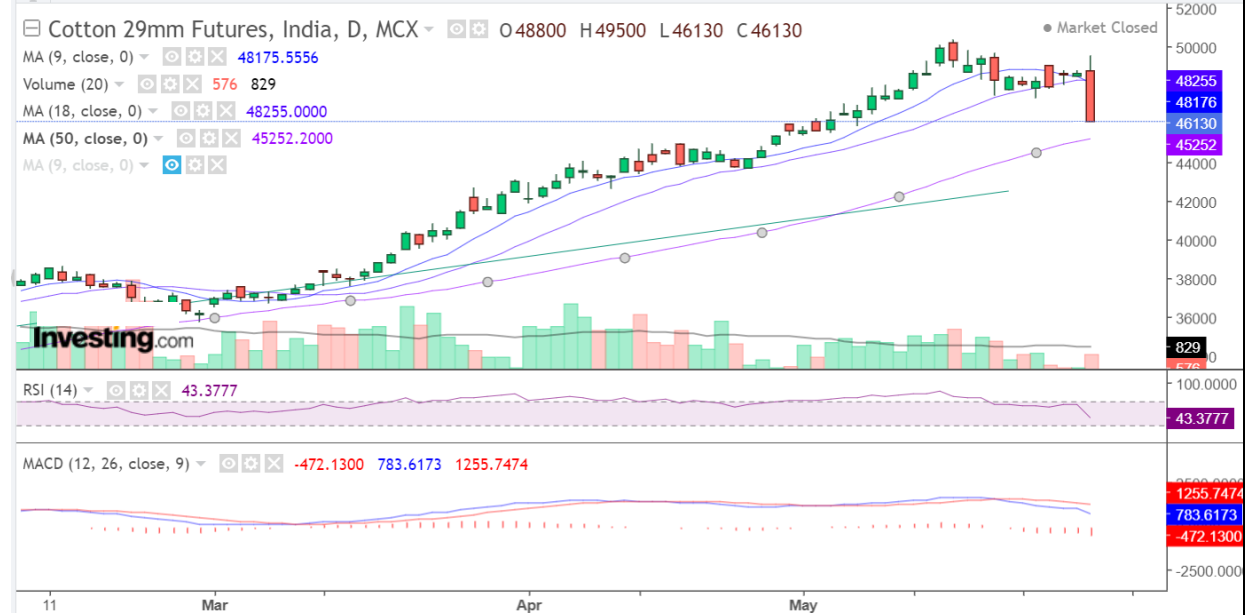 Cotton 29mm Futures, India, D, MCX O48800 H49500 L46130 C46130
Market Closed
MA (9, close, 0) 48175.5556
Volume (20) 576 829
MA (18, close, 0) 48255.0000
MA (50, close, 0) 45252.2000
MA (9, close, 0)
52000
50000
48255
48176
46130
45252
44000
42000
40000
38000
36000
829
Investing.com
RSI (14) 43.3777
100.0000
43.3777
MACD (12, 26, close, 9) -472.1300 783.6173 1255.7474
1255.7474
783.6173
-472.1300
-2500.000
11 Mar Apr May